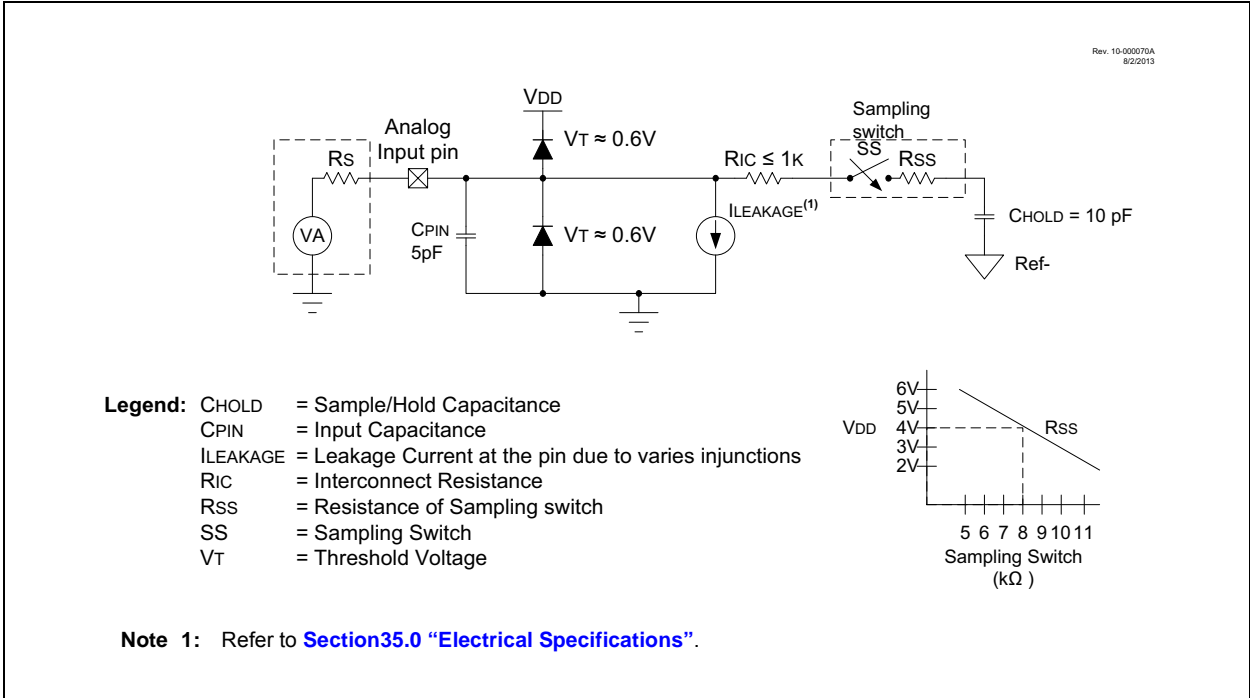 Rev. 10-000070A
8/2/2013
VDD
Analog
Input pin
RS
VT ≈ 0.6V
Sampling
switch
SS
RSS
RIC ≤ 1K
ILEAKAGE(1)
CHOLD = 10 pF
VA
CPIN
5pF
VT ≈ 0.6V
Ref-
Legend: CHOLD = Sample/Hold Capacitance
CPIN = Input Capacitance
ILEAKAGE = Leakage Current at the pin due to varies injunctions
RIC = Interconnect Resistance
RSS = Resistance of Sampling switch
SS = Sampling Switch
VT = Threshold Voltage
6V
5V
VDD 4V RSS
3V
2V
5 6 7 8 9 10 11
Sampling Switch
(kΩ )
Note 1: Refer to Section35.0 “Electrical Specifications”.